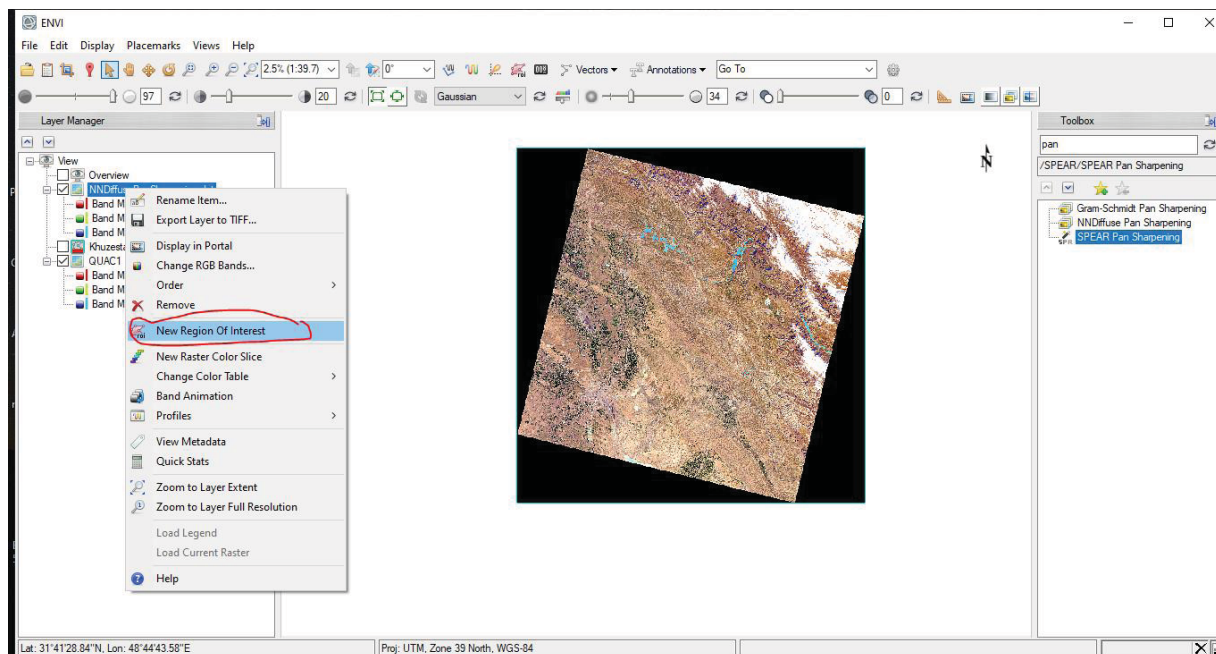 ENVI
File Edit Display Placemarks Views Help
2.5% (1:39.7) 0° Vectors Annotations Go To
97 20 Gaussian 34 0
Layer Manager
View
Overview
Band M
Band M
Band M
Khuzesta
QUAC1
Band M
Band M
Band M
Rename Item...
Export Layer to TIFF...
Display in Portal
Change RGB Bands...
Order
Remove
New Region Of Interest
New Raster Color Slice
Change Color Table
Band Animation
Profiles
View Metadata
Quick Stats
Zoom to Layer Extent
Zoom to Layer Full Resolution
Load Legend
Load Current Raster
Help
N
Toolbox
pan
/SPEAR/SPEAR Pan Sharpening
Gram-Schmidt Pan Sharpening
NNDiffuse Pan Sharpening
SPEAR Pan Sharpening
Lat: 31°41'28.84"N, Lon: 48°44'43.58"E
Proj: UTM, Zone 39 North, WGS-84